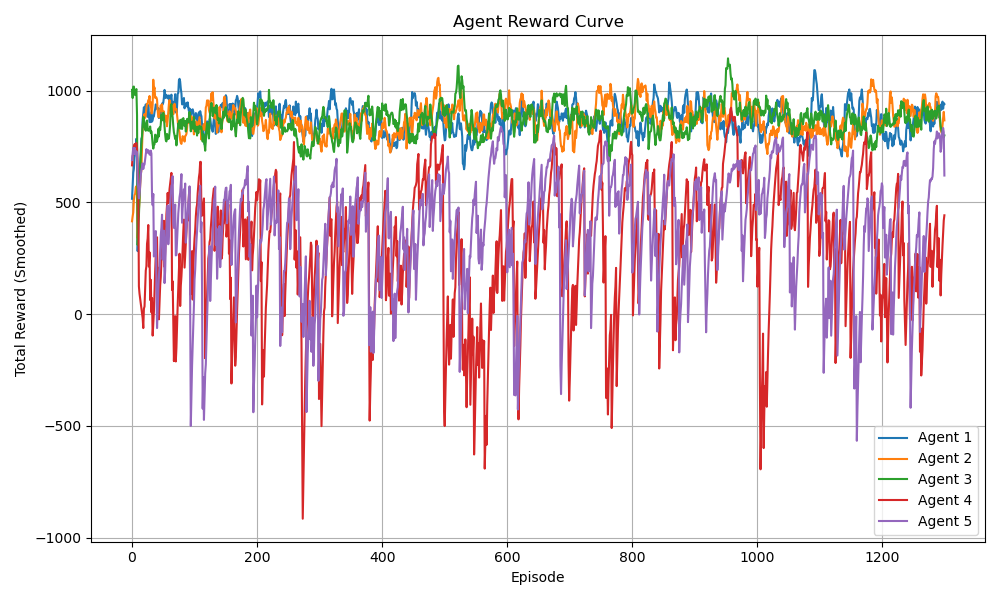 Agent Reward Curve
Total Reward (Smoothed)
1000
500
0
−500
−1000
0 200 400 600 800 1000 1200
Episode
Agent 1
Agent 2
Agent 3
Agent 4
Agent 5